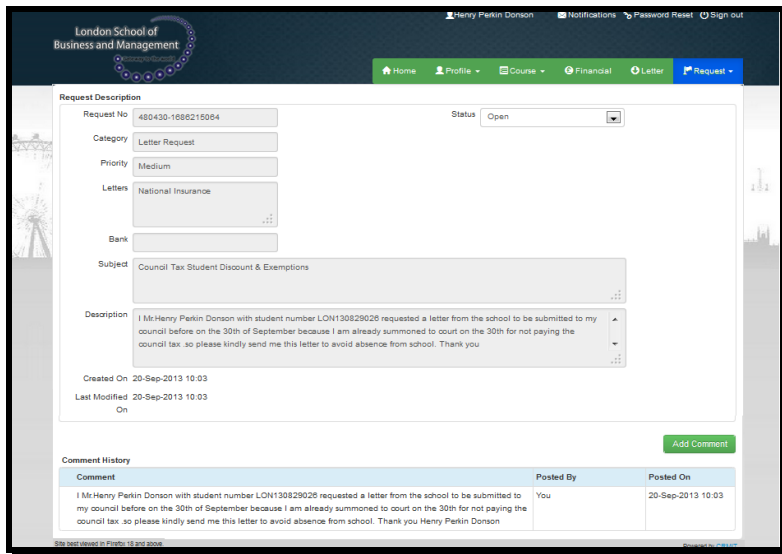 London School of
Business and Management
Henry Perkin Donson Notifications Password Reset Sign out
Home Profile Course Financial Letter Request
Request Description
Request No 480430-1686215064 Status Open
Category Letter Request
Priority Medium
Letters National Insurance
Bank
Subject Council Tax Student Discount & Exemptions
Description I Mr.Henry Perkin Donson with student number LON130829026 requested a letter from the school to be submitted to my
council before on the 30th of September because I am already summoned to court on the 30th for not paying the
council tax .so please kindly send me this letter to avoid absence from school. Thank you
Created On 20-Sep-2013 10:03
Last Modified 20-Sep-2013 10:03
On
Add Comment
Comment History
Comment Posted By Posted On
I Mr.Henry Perkin Donson with student number LON130829026 requested a letter from the school to be submitted to You 20-Sep-2013 10:03
my council before on the 30th of September because I am already summoned to court on the 30th for not paying the
council tax .so please kindly send me this letter to avoid absence from school. Thank you Henry Perkin Donson
Site best viewed in Firefox 18 and above. Powered by